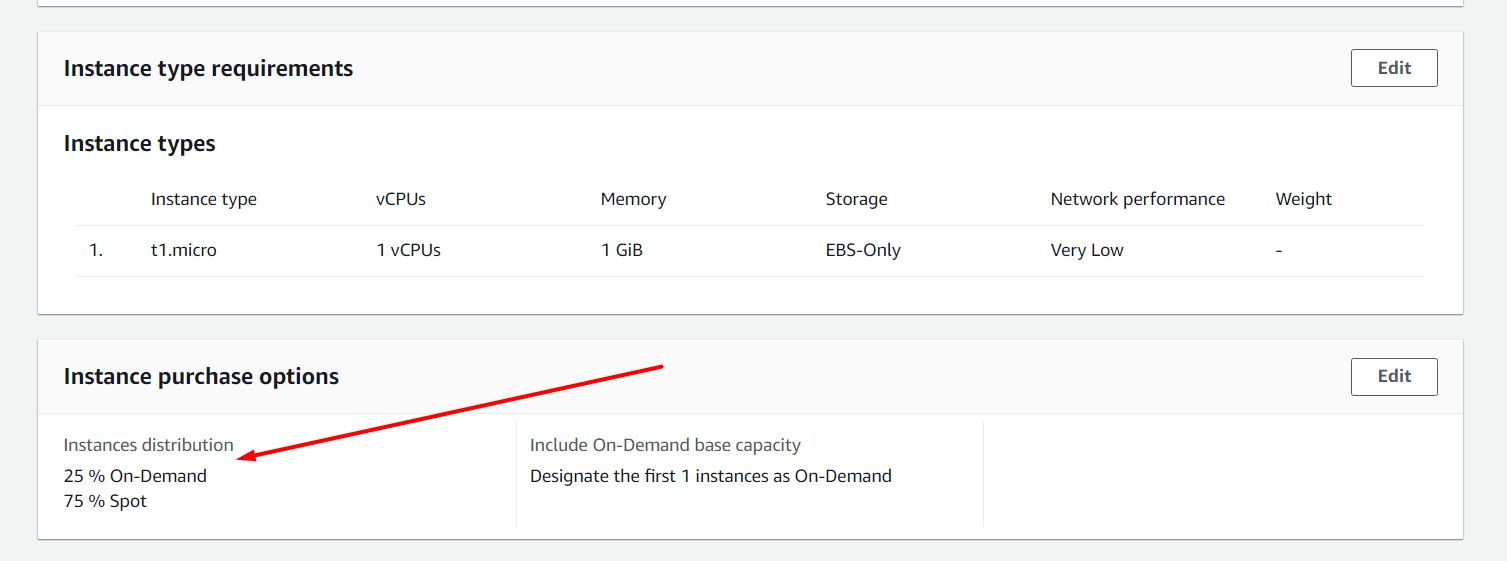 Instance type requirements
Edit
Instance types
Instance type vCPUs Memory Storage Network performance Weight
1. t1.micro 1 vCPUs 1 GiB EBS-Only Very Low -
Instance purchase options
Edit
Instances distribution
25 % On-Demand
75 % Spot
Include On-Demand base capacity
Designate the first 1 instances as On-Demand